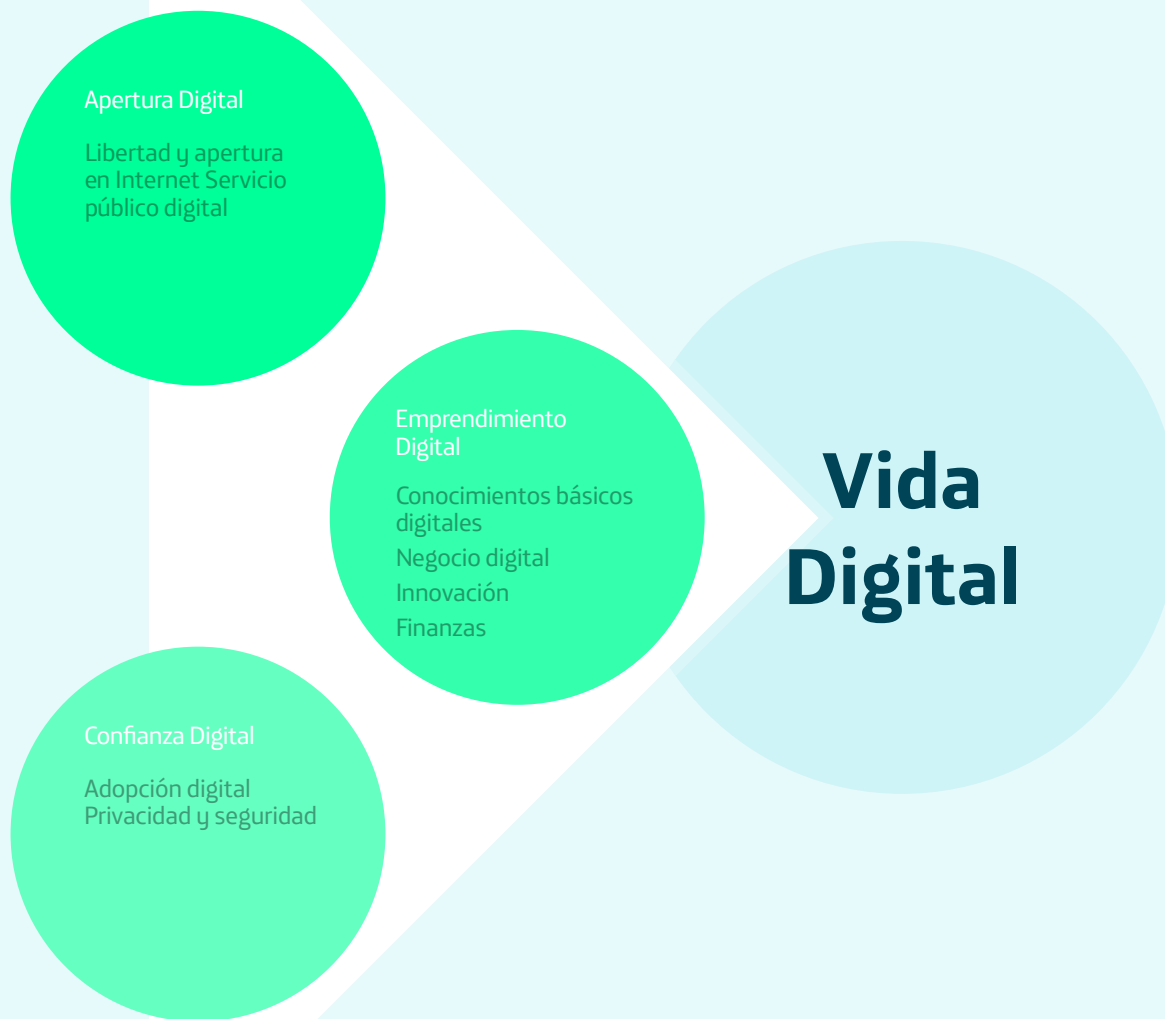 Apertura Digital
Libertad y apertura
en Internet Servicio
público digital
Emprendimiento
Digital
Conocimientos básicos
digitales
Negocio digital
Innovación
Finanzas
Confianza Digital
Adopción digital
Privacidad y seguridad
Vida
Digital